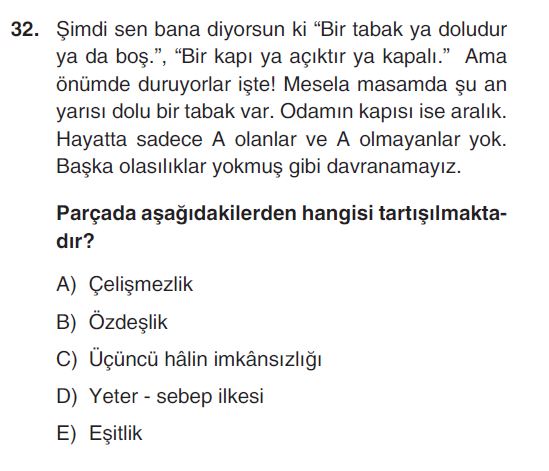 32. Şimdi sen bana diyorsun ki “Bir tabak ya doludur
ya da boş.”, “Bir kapı ya açıktır ya kapalı.” Ama
önümde duruyorlar işte! Mesela masamda şu an
yarısı dolu bir tabak var. Odamın kapısı ise aralık.
Hayatta sadece A olanlar ve A olmayanlar yok.
Başka olasılıklar yokmuş gibi davranamayız.
Parçada aşağıdakilerden hangisi tartışılmakta-
dır?
A) Çelişmezlik
B) Özdeşlik
C) Üçüncü hâlin imkânsızlığı
D) Yeter - sebep ilkesi
E) Eşitlik